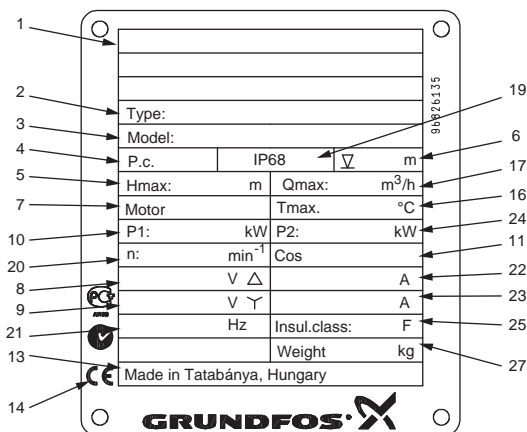 1
2
Type:
3
Model:
96826135
19
4
P.c.
IP68
m
6
5
Hmax: m
Qmax: m³/h
17
7
Motor
Tmax. °C
16
10
P1: kW
P2: kW
24
20
n: min⁻¹
Cos
11
8
V △
A
22
9
V
A
23
21
Hz
Insul.class: F
25
Weight kg
27
13
Made in Tatabánya, Hungary
14
CE
GRUNDFOS